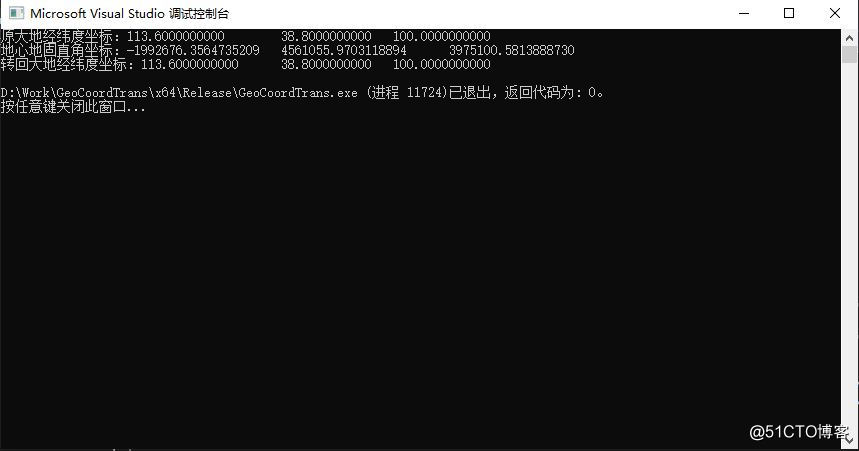 Microsoft Visual Studio 调试控制台
原大地经纬度坐标：113.6000000000 38.8000000000 100.0000000000
地心地固直角坐标：-1992676.3564735209 4561055.9703118894 3975100.5813888730
转回大地经纬度坐标：113.6000000000 38.8000000000 100.0000000000
D:\Work\GeoCoordTrans\x64\Release\GeoCoordTrans.exe (进程 11724)已退出，返回代码为: 0。
按任意键关闭此窗口...
@51CTO博客